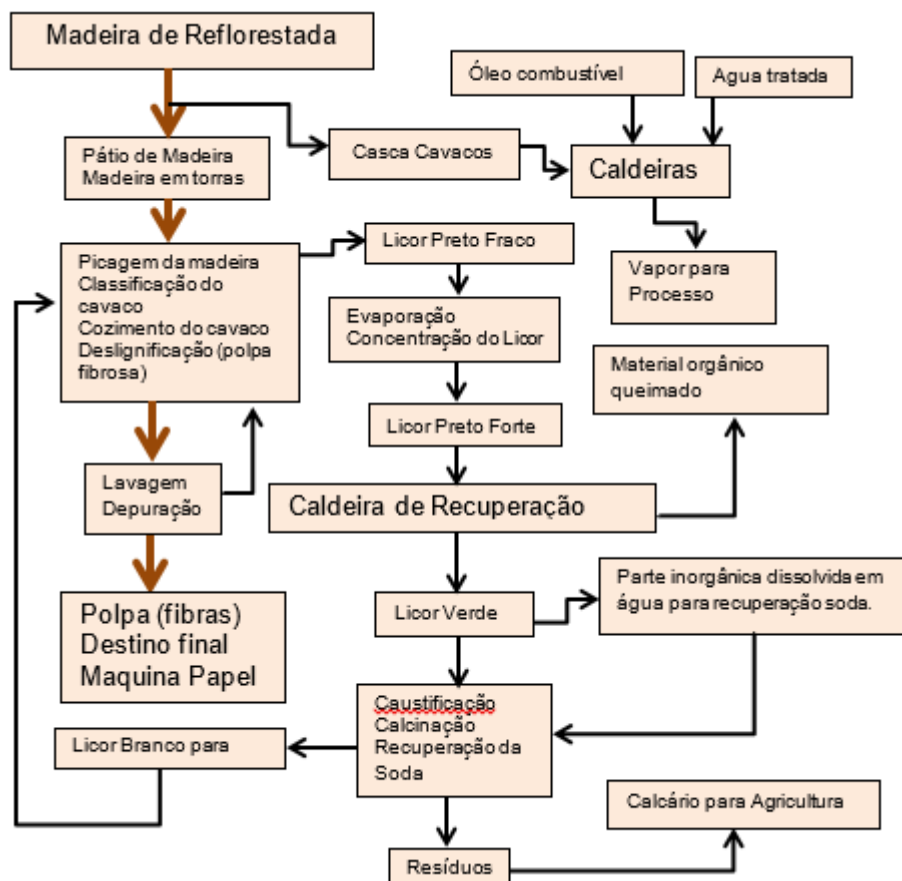 Madeira de Reflorestada
Óleo combustível
Agua tratada
Pátio de Madeira
Madeira em torras
Casca Cavacos
Caldeiras
Picagem da madeira
Classificação do
cavaco
Cozimento do cavaco
Deslignificação (polpa
fibrosa)
Licor Preto Fraco
Vapor para
Processo
Evaporação
Concentração do Licor
Material orgânico
queimado
Licor Preto Forte
Lavagem
Depuração
Caldeira de Recuperação
Polpa (fibras)
Destino final
Maquina Papel
Licor Verde
Parte inorgânica dissolvida em
água para recuperação soda.
Caustificação
Calcinação
Recuperação da
Soda
Licor Branco para
Calcário para Agricultura
Resíduos